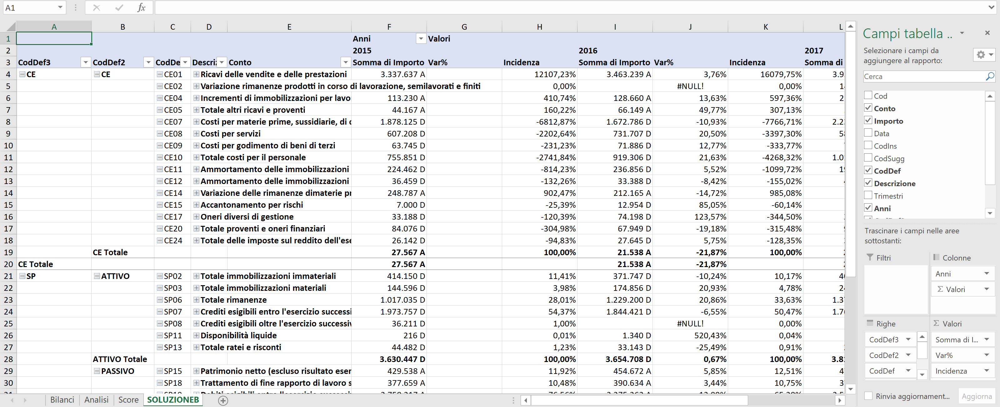 A1 fx
A B C D E F G H I J K L
1 Anni Valori
2 2015 2016 2017
3 CodDef3 CodDef2 CodDe Descri Conto Somma di Importo Var% Incidenza Somma di Importo Var% Incidenza Somma di
4 CE CE CE01 Ricavi delle vendite e delle prestazioni 3.337.637 A 12107,23% 3.463.239 A 3,76% 16079,75% 3.9
5 CE02 Variazione rimanenze prodotti in corso di lavorazione, semilavorati e finiti 0,00% #NULL! 0,00% 14
6 CE04 Incrementi di immobilizzazioni per lavo 113.230 A 410,74% 128.660 A 13,63% 597,36% 2
7 CE05 Totale altri ricavi e proventi 44.167 A 160,22% 66.149 A 49,77% 307,13%
8 CE07 Costi per materie prime, sussidiarie, di c 1.878.125 D -6812,87% 1.672.786 D -10,93% -7766,71% 2.2
9 CE08 Costi per servizi 607.208 D -2202,64% 731.707 D 20,50% -3397,30% 5
10 CE09 Costi per godimento di beni di terzi 63.745 D -231,23% 71.886 D 12,77% -333,77%
11 CE10 Totale costi per il personale 755.851 D -2741,84% 919.306 D 21,63% -4268,32% 1.0
12 CE11 Ammortamento delle immobilizzazioni 224.462 D -814,23% 236.856 D 5,52% -1099,72% 1
13 CE12 Ammortamento delle immobilizzazioni 36.459 D -132,26% 33.388 D -8,42% -155,02%
14 CE14 Variazione delle rimanenze dimaterie pr 248.787 A 902,47% 212.165 A -14,72% 985,08%
15 CE15 Accantonamento per rischi 7.000 D -25,39% 12.954 D 85,05% -60,14%
16 CE17 Oneri diversi di gestione 33.188 D -120,39% 74.198 D 123,57% -344,50%
17 CE20 Totale proventi e oneri finanziari 84.076 D -304,98% 67.949 D -19,18% -315,48%
18 CE24 Totale delle imposte sul reddito dell'ese 26.142 D -94,83% 27.645 D 5,75% -128,35%
19 CE Totale 27.567 A 100,00% 21.538 A -21,87% 100,00%
20 CE Totale 27.567 A 21.538 A -21,87%
21 SP ATTIVO SP02 Totale immobilizzazioni immateriali 414.150 D 11,41% 371.747 D -10,24% 10,17% 4
22 SP03 Totale immobilizzazioni materiali 144.596 D 3,98% 174.856 D 20,93% 4,78% 2
23 SP06 Totale rimanenze 1.017.035 D 28,01% 1.229.200 D 20,86% 33,63% 1.3
24 SP07 Crediti esigibili entro l'esercizio successi 1.973.757 D 54,37% 1.844.421 D -6,55% 50,47% 1.7
25 SP08 Crediti esigibili oltre l'esercizio successiv 36.211 D 1,00% #NULL! 0,00%
26 SP11 Disponibilità liquide 216 D 0,01% 1.340 D 520,43% 0,04%
27 SP13 Totale ratei e risconti 44.482 D 1,23% 33.143 D -25,49% 0,91%
28 ATTIVO Totale 3.630.447 D 100,00% 3.654.708 D 0,67% 100,00% 3.8
29 PASSIVO SP15 Patrimonio netto (escluso risultato eser 429.538 A 11,92% 454.672 A 5,85% 12,51% 4
30 SP18 Trattamento di fine rapporto di lavoro s 377.659 A 10,48% 390.634 A 3,44% 10,75% 3
Bilanci Analisi Score SOLUZIONEB
Campi tabella ..
Selezionare i campi da
aggiungere al rapporto:
Cerca
Cod
Conto
Importo
Data
CodIns
CodSugg
CodDef
Descrizione
Trimestri
Anni
Trascinare i campi nelle aree
sottostanti:
Filtri
Colonne
Anni
Σ Valori
Righe
CodDef3
CodDef2
CodDef
Σ Valori
Somma di I...
Var%
Incidenza
Rinvia aggiornament... Aggiorna